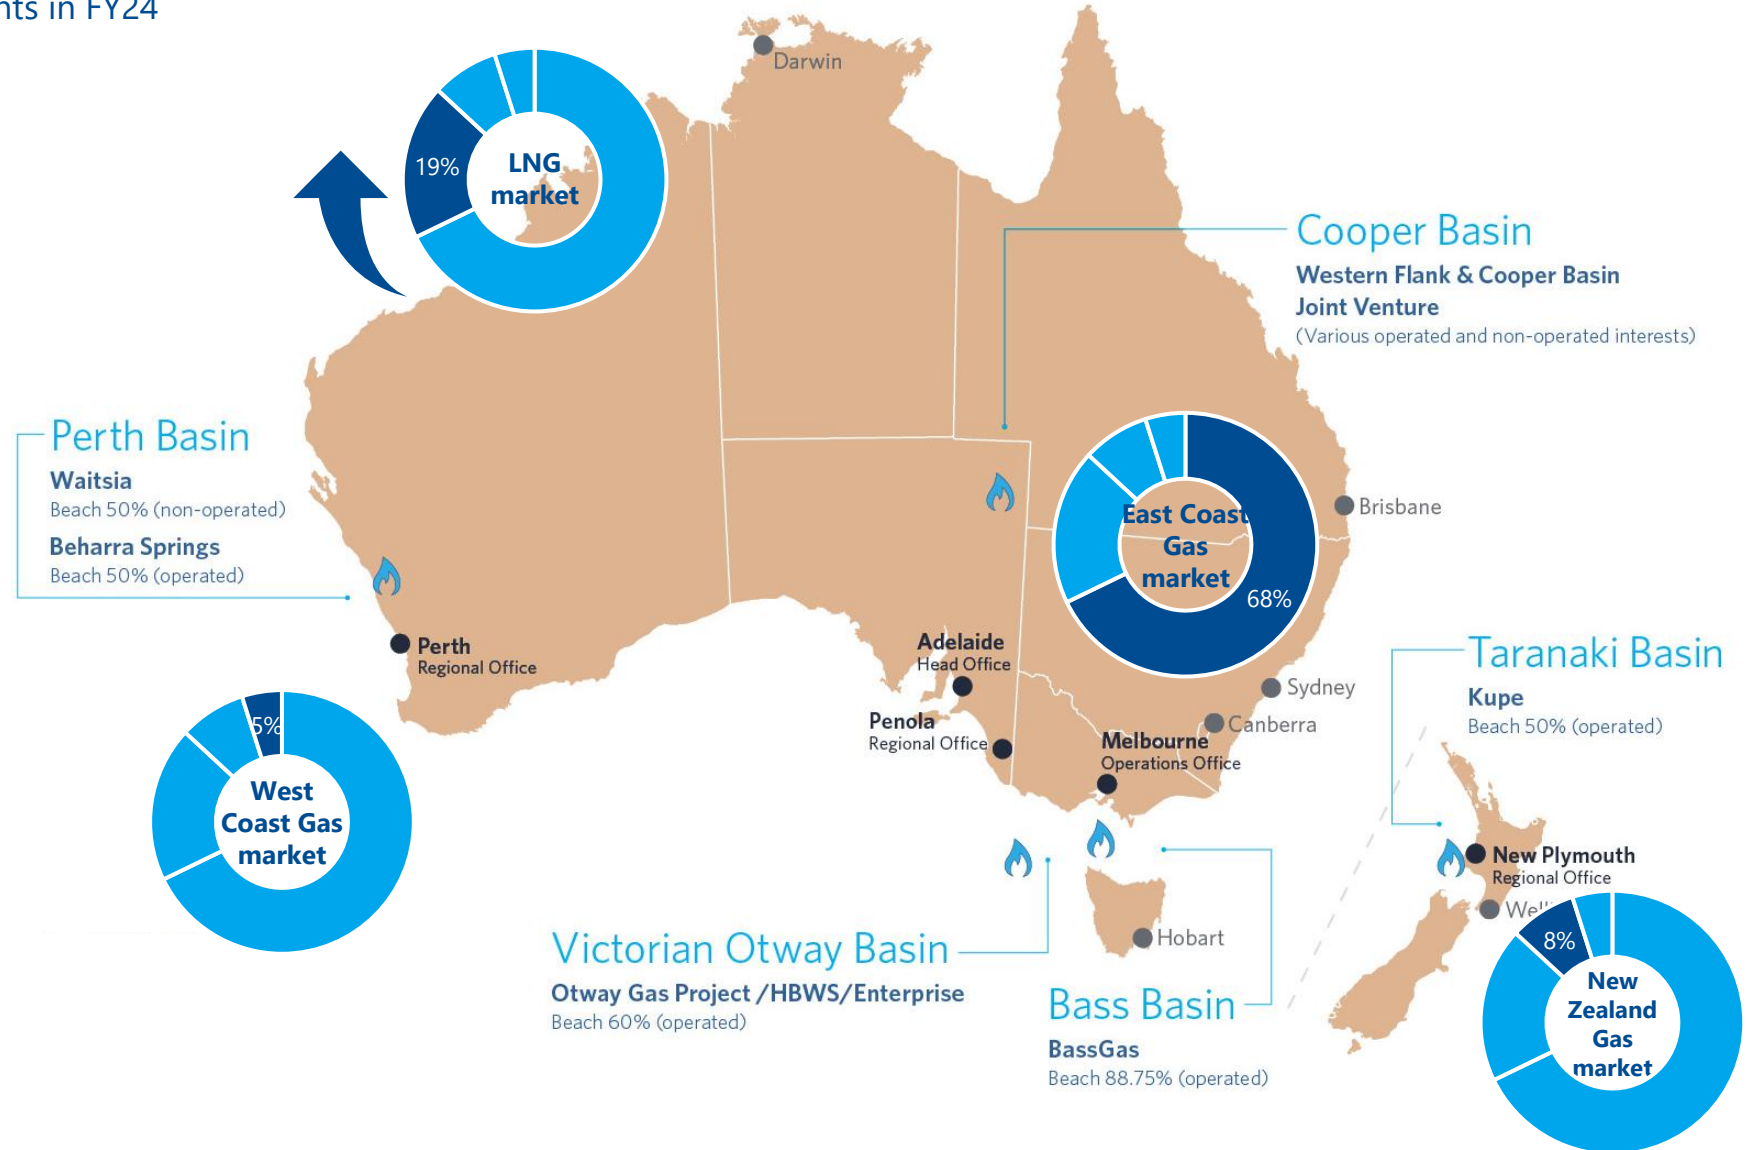 in FY24
Darwin
19%
LNG
market
Cooper Basin
Western Flank & Cooper Basin
Joint Venture
(Various operated and non-operated interests)
Perth Basin
Waitsia
Beach 50% (non-operated)
Beharra Springs
Beach 50% (operated)
Brisbane
East Coast
Gas
market
68%
Perth
Regional Office
Adelaide
Head Office
Penola
Regional Office
Melbourne
Operations Office
Sydney
Canberra
Taranaki Basin
Kupe
Beach 50% (operated)
5%
West
Coast Gas
market
New Plymouth
Regional Office
8%
New
Zealand
Gas
market
Hobart
Victorian Otway Basin
Otway Gas Project /HBWS/Enterprise
Beach 60% (operated)
Bass Basin
BassGas
Beach 88.75% (operated)